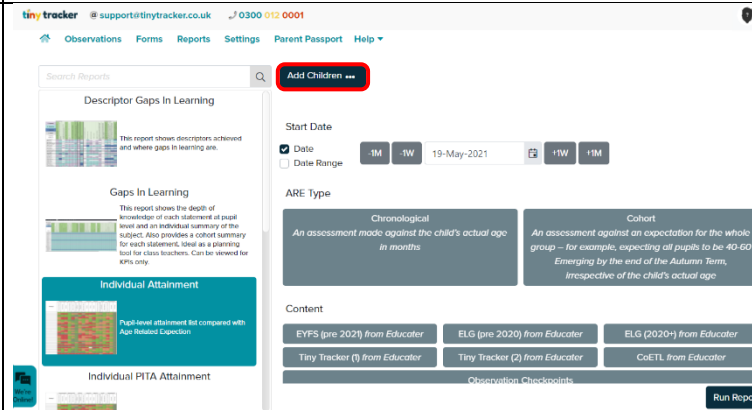 tiny tracker @ support@tinytracker.co.uk 0300 012 0001
Observations Forms Reports Settings Parent Passport Help
Search Reports
Add Children •••
Descriptor Gaps In Learning
This report shows descriptors achieved
and where gaps in learning are.
Gaps In Learning
This report shows the depth of
knowledge of each statement at pupil
level and an individual summary of the
subject. Also provides a cohort summary
for each statement. Ideal as a planning
tool for class teachers. Can be viewed for
KPIs only.
Individual Attainment
Pupil-level attainment list compared with
Age Related Expection
Individual PITA Attainment
We're
Online!
Start Date
Date
Date Range
-1M -1W 19-May-2021 +1W +1M
ARE Type
Chronological
An assessment made against the child's actual age
in months
Cohort
An assessment against an expectation for the whole
group – for example, expecting all pupils to be 40-60
Emerging by the end of the Autumn Term,
irrespective of the child's actual age
Content
EYFS (pre 2021) from Educater ELG (pre 2020) from Educater ELG (2020+) from Educater
Tiny Tracker (1) from Educater Tiny Tracker (2) from Educater CoETL from Educater
Observation Checkpoints
Run Repo